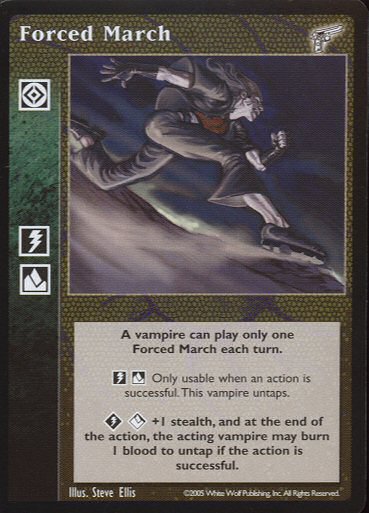 Forced March
A vampire can play only one
Forced March each turn.
Only usable when an action is
successful. This vampire untaps.
+1 stealth, and at the end of
the action, the acting vampire may burn
1 blood to untap if the action is
successful.
Illus. Steve Ellis
©2005 White Wolf Publishing, Inc. All Rights Reserved.